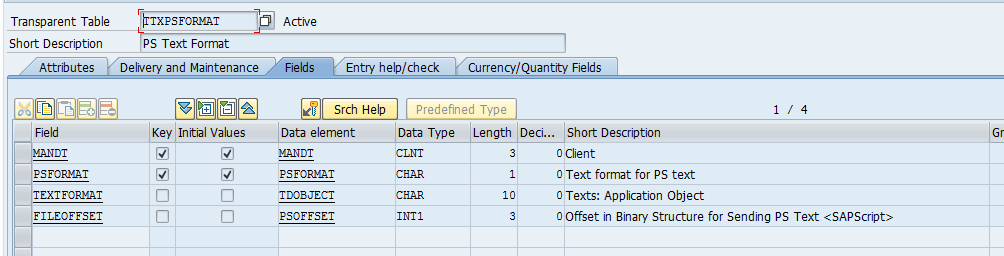 Transparent Table TTXPSFORMAT Active
Short Description PS Text Format
Attributes Delivery and Maintenance Fields Entry help/check Currency/Quantity Fields
Srch Help Predefined Type 1 / 4
Field Key Initial Values Data element Data Type Length Deci... Short Description Gr
MANDT MANDT CLNT 3 0 Client
PSFORMAT PSFORMAT CHAR 1 0 Text format for PS text
TEXTFORMAT TDOBJECT CHAR 10 0 Texts: Application Object
FILEOFFSET PSOFFSET INT1 3 0 Offset in Binary Structure for Sending PS Text <SAPScript>